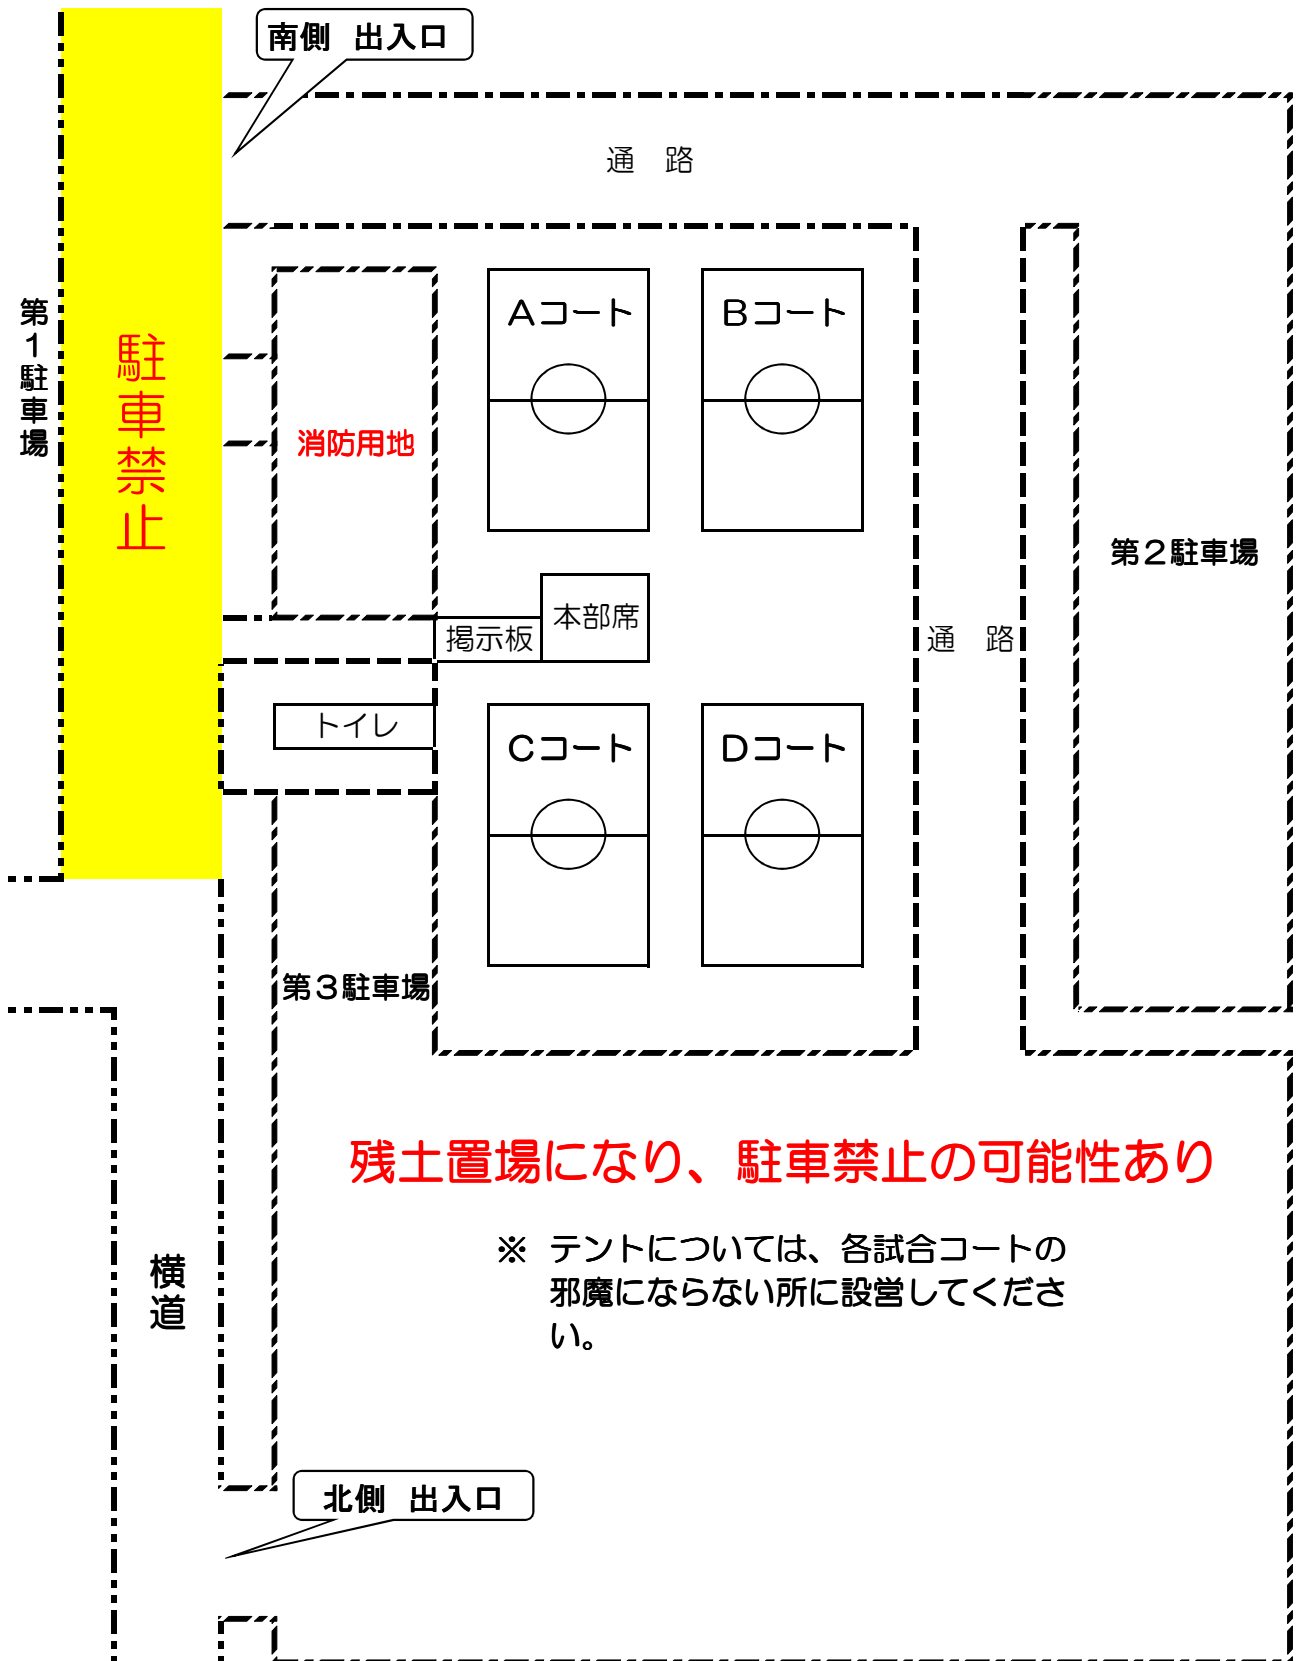 南側　出入口
通　路
第１駐車場
駐車禁止
Ａコート
Ｂコート
消防用地
第２駐車場
本部席
掲示板
通　路
トイレ
Ｃコート
Ｄコート
第３駐車場
残土置場になり、駐車禁止の可能性あり
※　テントについては、各試合コートの
邪魔にならない所に設営してくださ
い。
横道
北側　出入口